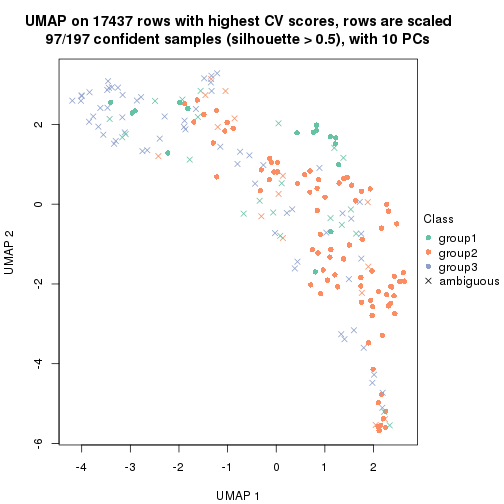 UMAP on 17437 rows with highest CV scores, rows are scaled
97/197 confident samples (silhouette > 0.5), with 10 PCs
2
0
-2
-4
-6
UMAP 2
-4
-3
-2
-1
0
1
2
UMAP 1
Class
group1
group2
group3
ambiguous